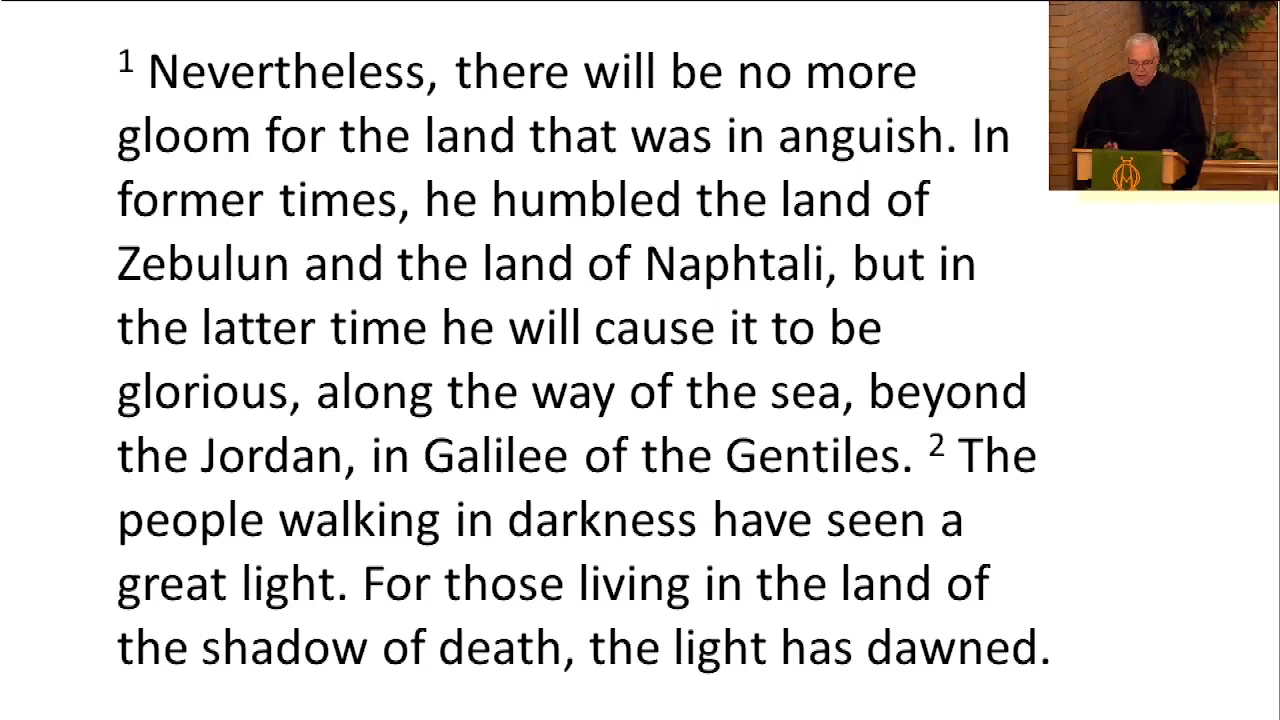 1 Nevertheless, there will be no more
gloom for the land that was in anguish. In
former times, he humbled the land of
Zebulun and the land of Naphtali, but in
the latter time he will cause it to be
glorious, along the way of the sea, beyond
the Jordan, in Galilee of the Gentiles. 2 The
people walking in darkness have seen a
great light. For those living in the land of
the shadow of death, the light has dawned.